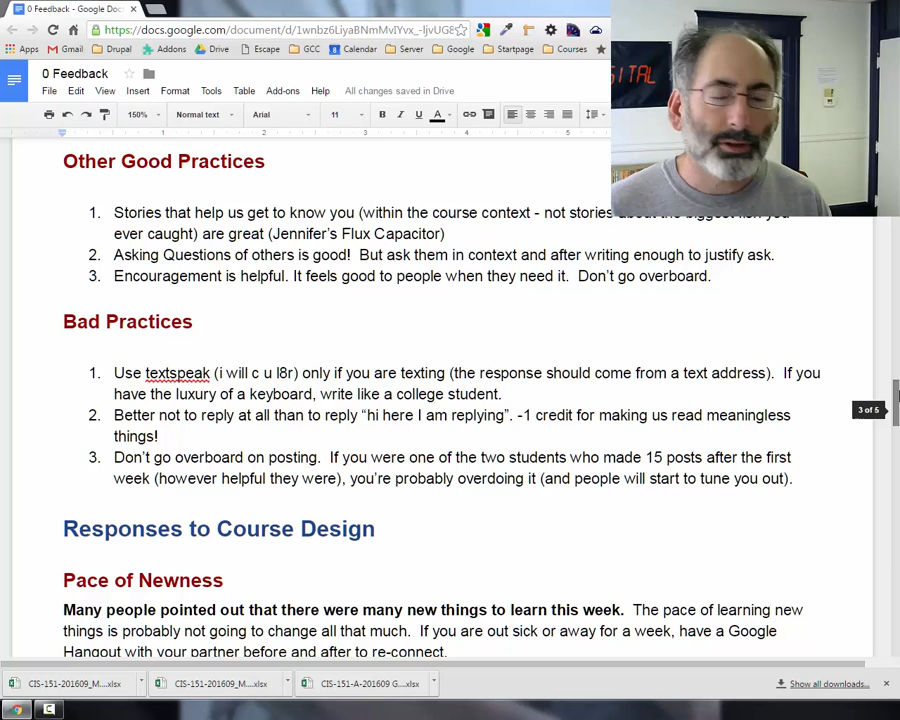 0 Feedback - Google Doc
https://docs.google.com/document/d/1wnbz6LiyaBNmMvIYvx_-ljvUG8
Apps Gmail Drupal Addons Drive Escape Calendar Server Google Startpage Courses
GCC
0 Feedback
File Edit View Insert Format Tools Table Add-ons Help All changes saved in Drive
150% Normal text Arial 11 B I U A
1 2 3 4 5
ITAL
Other Good Practices
1. Stories that help us get to know you (within the course context - not stories about the biggest fish you
ever caught) are great (Jennifer's Flux Capacitor)
2. Asking Questions of others is good! But ask them in context and after writing enough to justify ask.
3. Encouragement is helpful. It feels good to people when they need it. Don't go overboard.
Bad Practices
1. Use textspeak (i will c u l8r) only if you are texting (the response should come from a text address). If you
have the luxury of a keyboard, write like a college student.
2. Better not to reply at all than to reply "hi here I am replying". -1 credit for making us read meaningless
things!
3 of 5
3. Don't go overboard on posting. If you were one of the two students who made 15 posts after the first
week (however helpful they were), you're probably overdoing it (and people will start to tune you out).
Responses to Course Design
Pace of Newness
Many people pointed out that there were many new things to learn this week. The pace of learning new
things is probably not going to change all that much. If you are out sick or away for a week, have a Google
Hangout with your partner before and after to re-connect.
CIS-151-201609_M....xlsx CIS-151-201609_M....xlsx CIS-151-A-201609 G....xlsx Show all downloads...